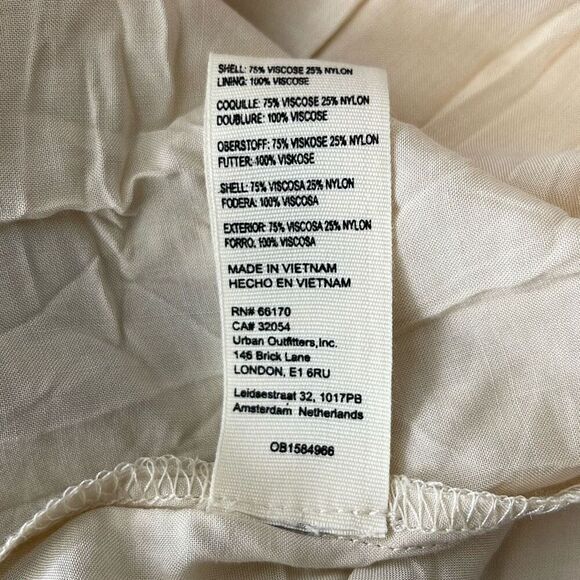 SHELL: 75% VISCOSE 25% NYLON
LINING: 100% VISCOSE
COQUILLE: 75% VISCOSE 25% NYLON
DOUBLURE: 100% VISCOSE
OBERSTOFF: 75% VISKOSE 25% NYLON
FUTTER: 100% VISKOSE
SHELL: 75% VISCOSA 25% NYLON
FODERA: 100% VISCOSA
EXTERIOR: 75% VISCOSA 25% NYLON
FORRO, 100% VISCOSA
MADE IN VIETNAM
HECHO EN VIETNAM
RN# 66170
CA# 32054
Urban Outfitters,Inc.
146 Brick Lane
LONDON, E1 6RU
Leidsestraat 32, 1017PB
Amsterdam Netherlands
OB1584966